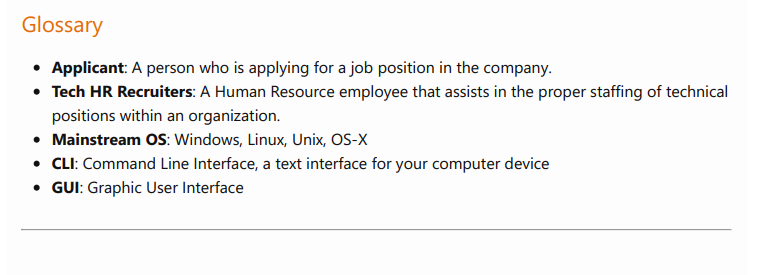 Glossary
• Applicant: A person who is applying for a job position in the company.
• Tech HR Recruiters: A Human Resource employee that assists in the proper staffing of technical
positions within an organization.
• Mainstream OS: Windows, Linux, Unix, OS-X
• CLI: Command Line Interface, a text interface for your computer device
• GUI: Graphic User Interface